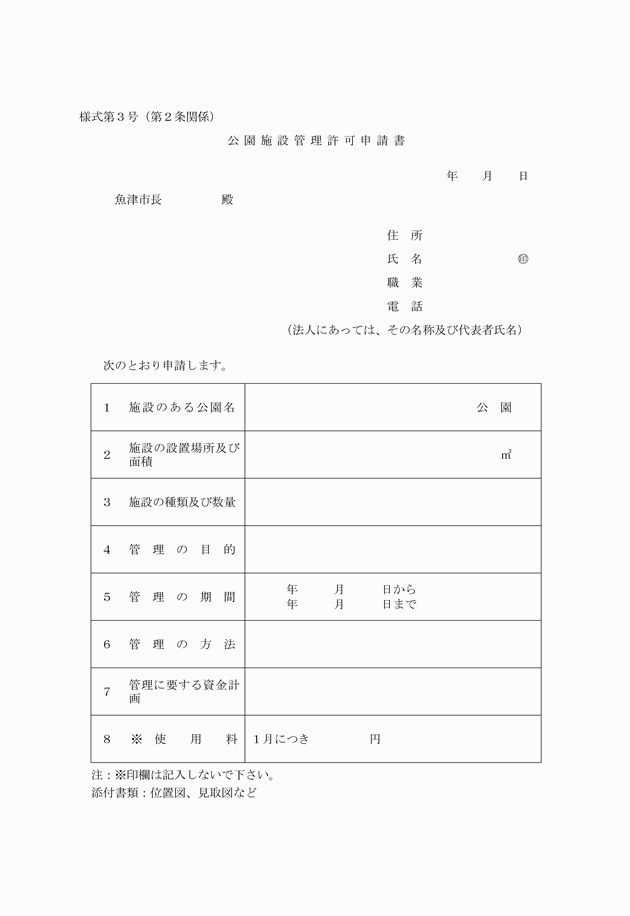 様式第３号（第２条関係）
公園施設管理許可申請書
年　　月　　日
魚津市長　　　　　殿
住　所
氏　名　　　　　　　　㊞
職　業
電　話
（法人にあっては、その名称及び代表者氏名）
次のとおり申請します。
1　施設のある公園名　　公　園
2　施設の設置場所及び
面積　　㎡
3　施設の種類及び数量
4　管理の目的
5　管理の期間　　年　　　月　　　日から
年　　　月　　　日まで
6　管理の方法
7　管理に要する資金計
画
8　※使用料　　1月につき　　　　　円
注：※印欄は記入しないで下さい。
添付書類：位置図、見取図など